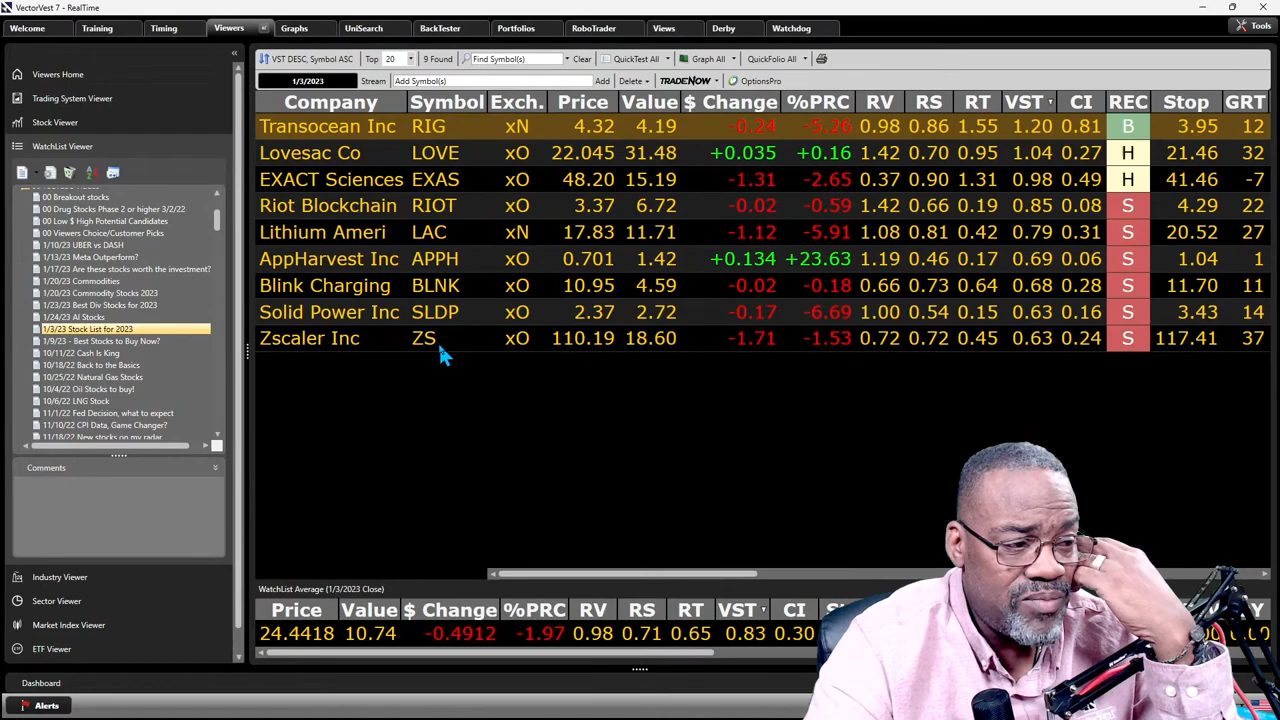 VectorVest 7 - RealTime
Welcome Training Timing Viewers Graphs UniSearch BackTester Portfolios RoboTrader Views Derby Watchdog Tools
VST DESC, Symbol ASC Top 20 9 Found Find Symbol(s) Clear QuickTest All Graph All QuickFolio All
1/3/2023 Stream Add Symbol(s) Add Delete TRADENOW OptionsPro
Viewers Home
Trading System Viewer
Stock Viewer
WatchList Viewer
00 Breakout stocks
00 Drug Stocks Phase 2 or higher 3/2/22
00 Low $ High Potential Candidates
00 Viewers Choice/Customer Picks
1/10/23 UBER vs DASH
1/13/23 Meta Outperform?
1/17/23 Are these stocks worth the investment?
1/20/23 Commodities
1/20/23 Commodity Stocks 2023
1/23/23 Best Div Stocks for 2023
1/24/23 AI Stocks
1/3/23 Stock List for 2023
1/9/23 - Best Stocks to Buy Now?
10/11/22 Cash Is King
10/18/22 Back to the Basics
10/25/22 Natural Gas Stocks
10/4/22 Oil Stocks to buy!
10/6/22 LNG Stock
11/1/22 Fed Decision, what to expect
11/10/22 CPI Data, Game Changer?
11/18/22 New stocks on my radar
Comments
Industry Viewer
Sector Viewer
Market Index Viewer
ETF Viewer
Company Symbol Exch. Price Value $ Change %PRC RV RS RT VST CI REC Stop GRT
Transocean Inc RIG xN 4.32 4.19 -0.24 -5.26 0.98 0.86 1.55 1.20 0.81 B 3.95 12
Lovesac Co LOVE xO 22.045 31.48 +0.035 +0.16 1.42 0.70 0.95 1.04 0.27 H 21.46 32
EXACT Sciences EXAS xO 48.20 15.19 -1.31 -2.65 0.37 0.90 1.31 0.98 0.49 H 41.46 -7
Riot Blockchain RIOT xO 3.37 6.72 -0.02 -0.59 1.42 0.66 0.19 0.85 0.08 S 4.29 22
Lithium Ameri LAC xN 17.83 11.71 -1.12 -5.91 1.08 0.81 0.42 0.79 0.31 S 20.52 27
AppHarvest Inc APPH xO 0.701 1.42 +0.134 +23.63 1.19 0.46 0.17 0.69 0.06 S 1.04 1
Blink Charging BLNK xO 10.95 4.59 -0.02 -0.18 0.66 0.73 0.64 0.68 0.28 S 11.70 11
Solid Power Inc SLDP xO 2.37 2.72 -0.17 -6.69 1.00 0.54 0.15 0.63 0.16 S 3.43 14
Zscaler Inc ZS xO 110.19 18.60 -1.71 -1.53 0.72 0.72 0.45 0.63 0.24 S 117.41 37
WatchList Average (1/3/2023 Close)
Price Value $ Change %PRC RV RS RT VST CI
24.4418 10.74 -0.4912 -1.97 0.98 0.71 0.65 0.83 0.30
Dashboard
Alerts